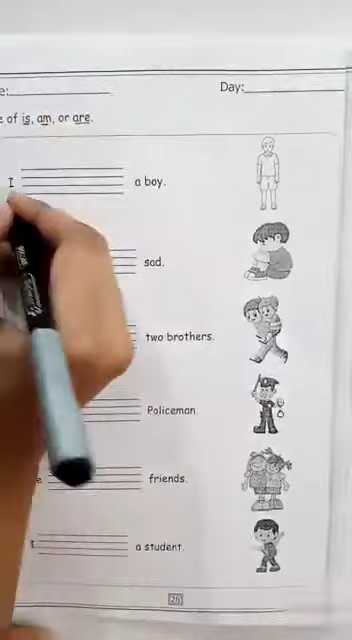 Day:
of is, am, or are.
I a boy.
sad.
two brothers.
Policeman.
friends.
a student.
26